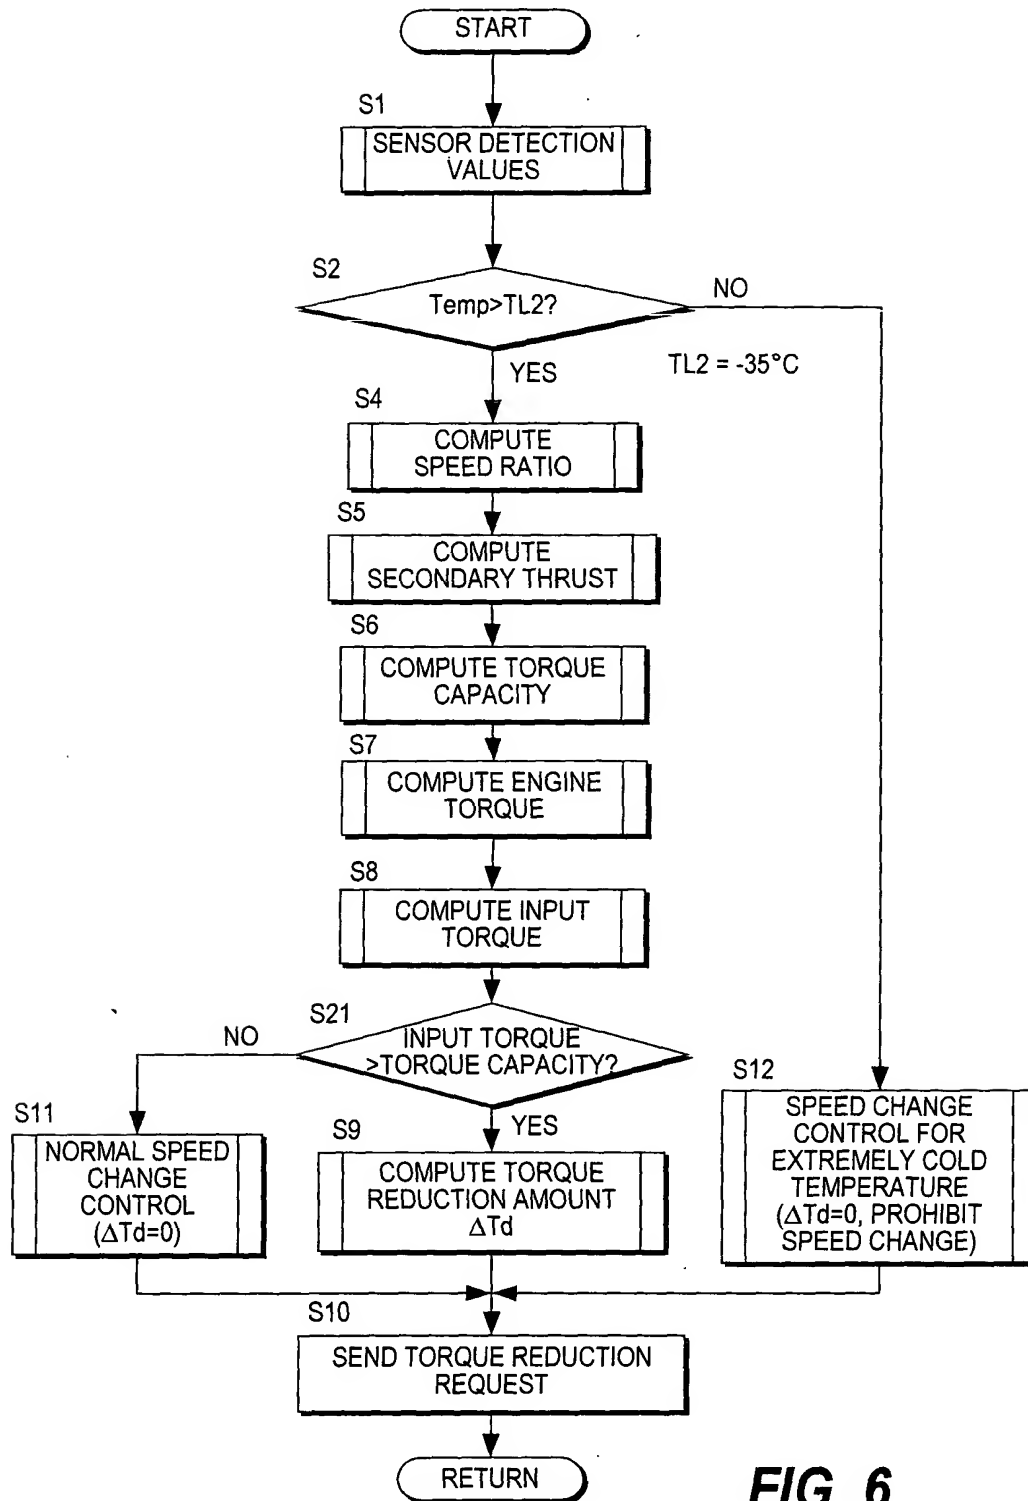 START
S1
SENSOR DETECTION
VALUES
S2
Temp>TL2?
NO
TL2 = -35°C
YES
S4
COMPUTE
SPEED RATIO
S5
COMPUTE
SECONDARY THRUST
S6
COMPUTE TORQUE
CAPACITY
S7
COMPUTE ENGINE
TORQUE
S8
COMPUTE INPUT
TORQUE
S21
INPUT TORQUE
>TORQUE CAPACITY?
NO
YES
S11
NORMAL SPEED
CHANGE
CONTROL
(ΔTd=0)
S9
COMPUTE TORQUE
REDUCTION AMOUNT
ΔTd
S12
SPEED CHANGE
CONTROL FOR
EXTREMELY COLD
TEMPERATURE
(ΔTd=0, PROHIBIT
SPEED CHANGE)
S10
SEND TORQUE REDUCTION
REQUEST
RETURN
FIG. 6